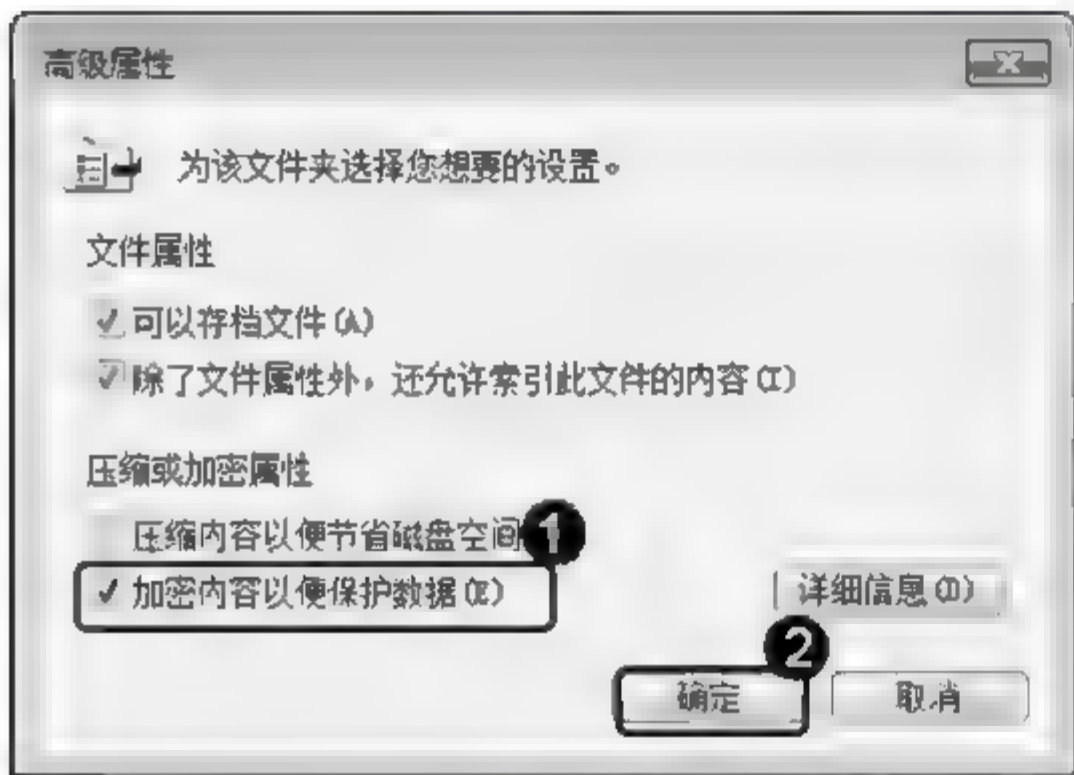 高级属性
为该文件夹选择您想要的设置。
文件属性
可以存档文件(A)
除了文件属性外，还允许索引此文件的内容(I)
压缩或加密属性
压缩内容以便节省磁盘空间
1
加密内容以便保护数据(E)
详细信息(D)
2
确定
取消